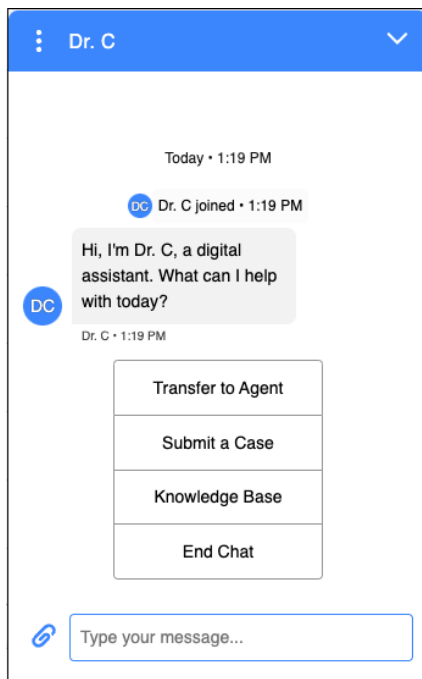 Dr. C
Today • 1:19 PM
DC Dr. C joined • 1:19 PM
Hi, I'm Dr. C, a digital
assistant. What can I help
with today?
DC
Dr. C • 1:19 PM
Transfer to Agent
Submit a Case
Knowledge Base
End Chat
Type your message...